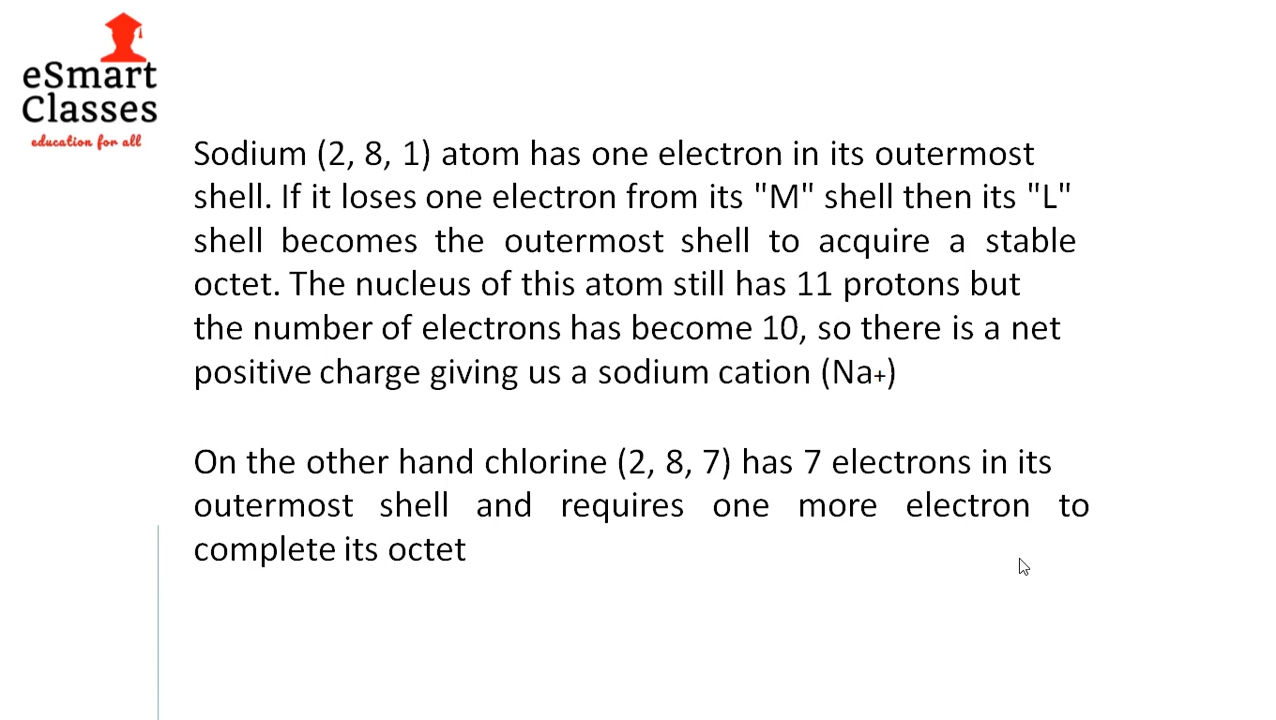 eSmart
Classes
education for all
Sodium (2, 8, 1) atom has one electron in its outermost
shell. If it loses one electron from its "M" shell then its "L"
shell becomes the outermost shell to acquire a stable
octet. The nucleus of this atom still has 11 protons but
the number of electrons has become 10, so there is a net
positive charge giving us a sodium cation (Na+)
On the other hand chlorine (2, 8, 7) has 7 electrons in its
outermost shell and requires one more electron to
complete its octet